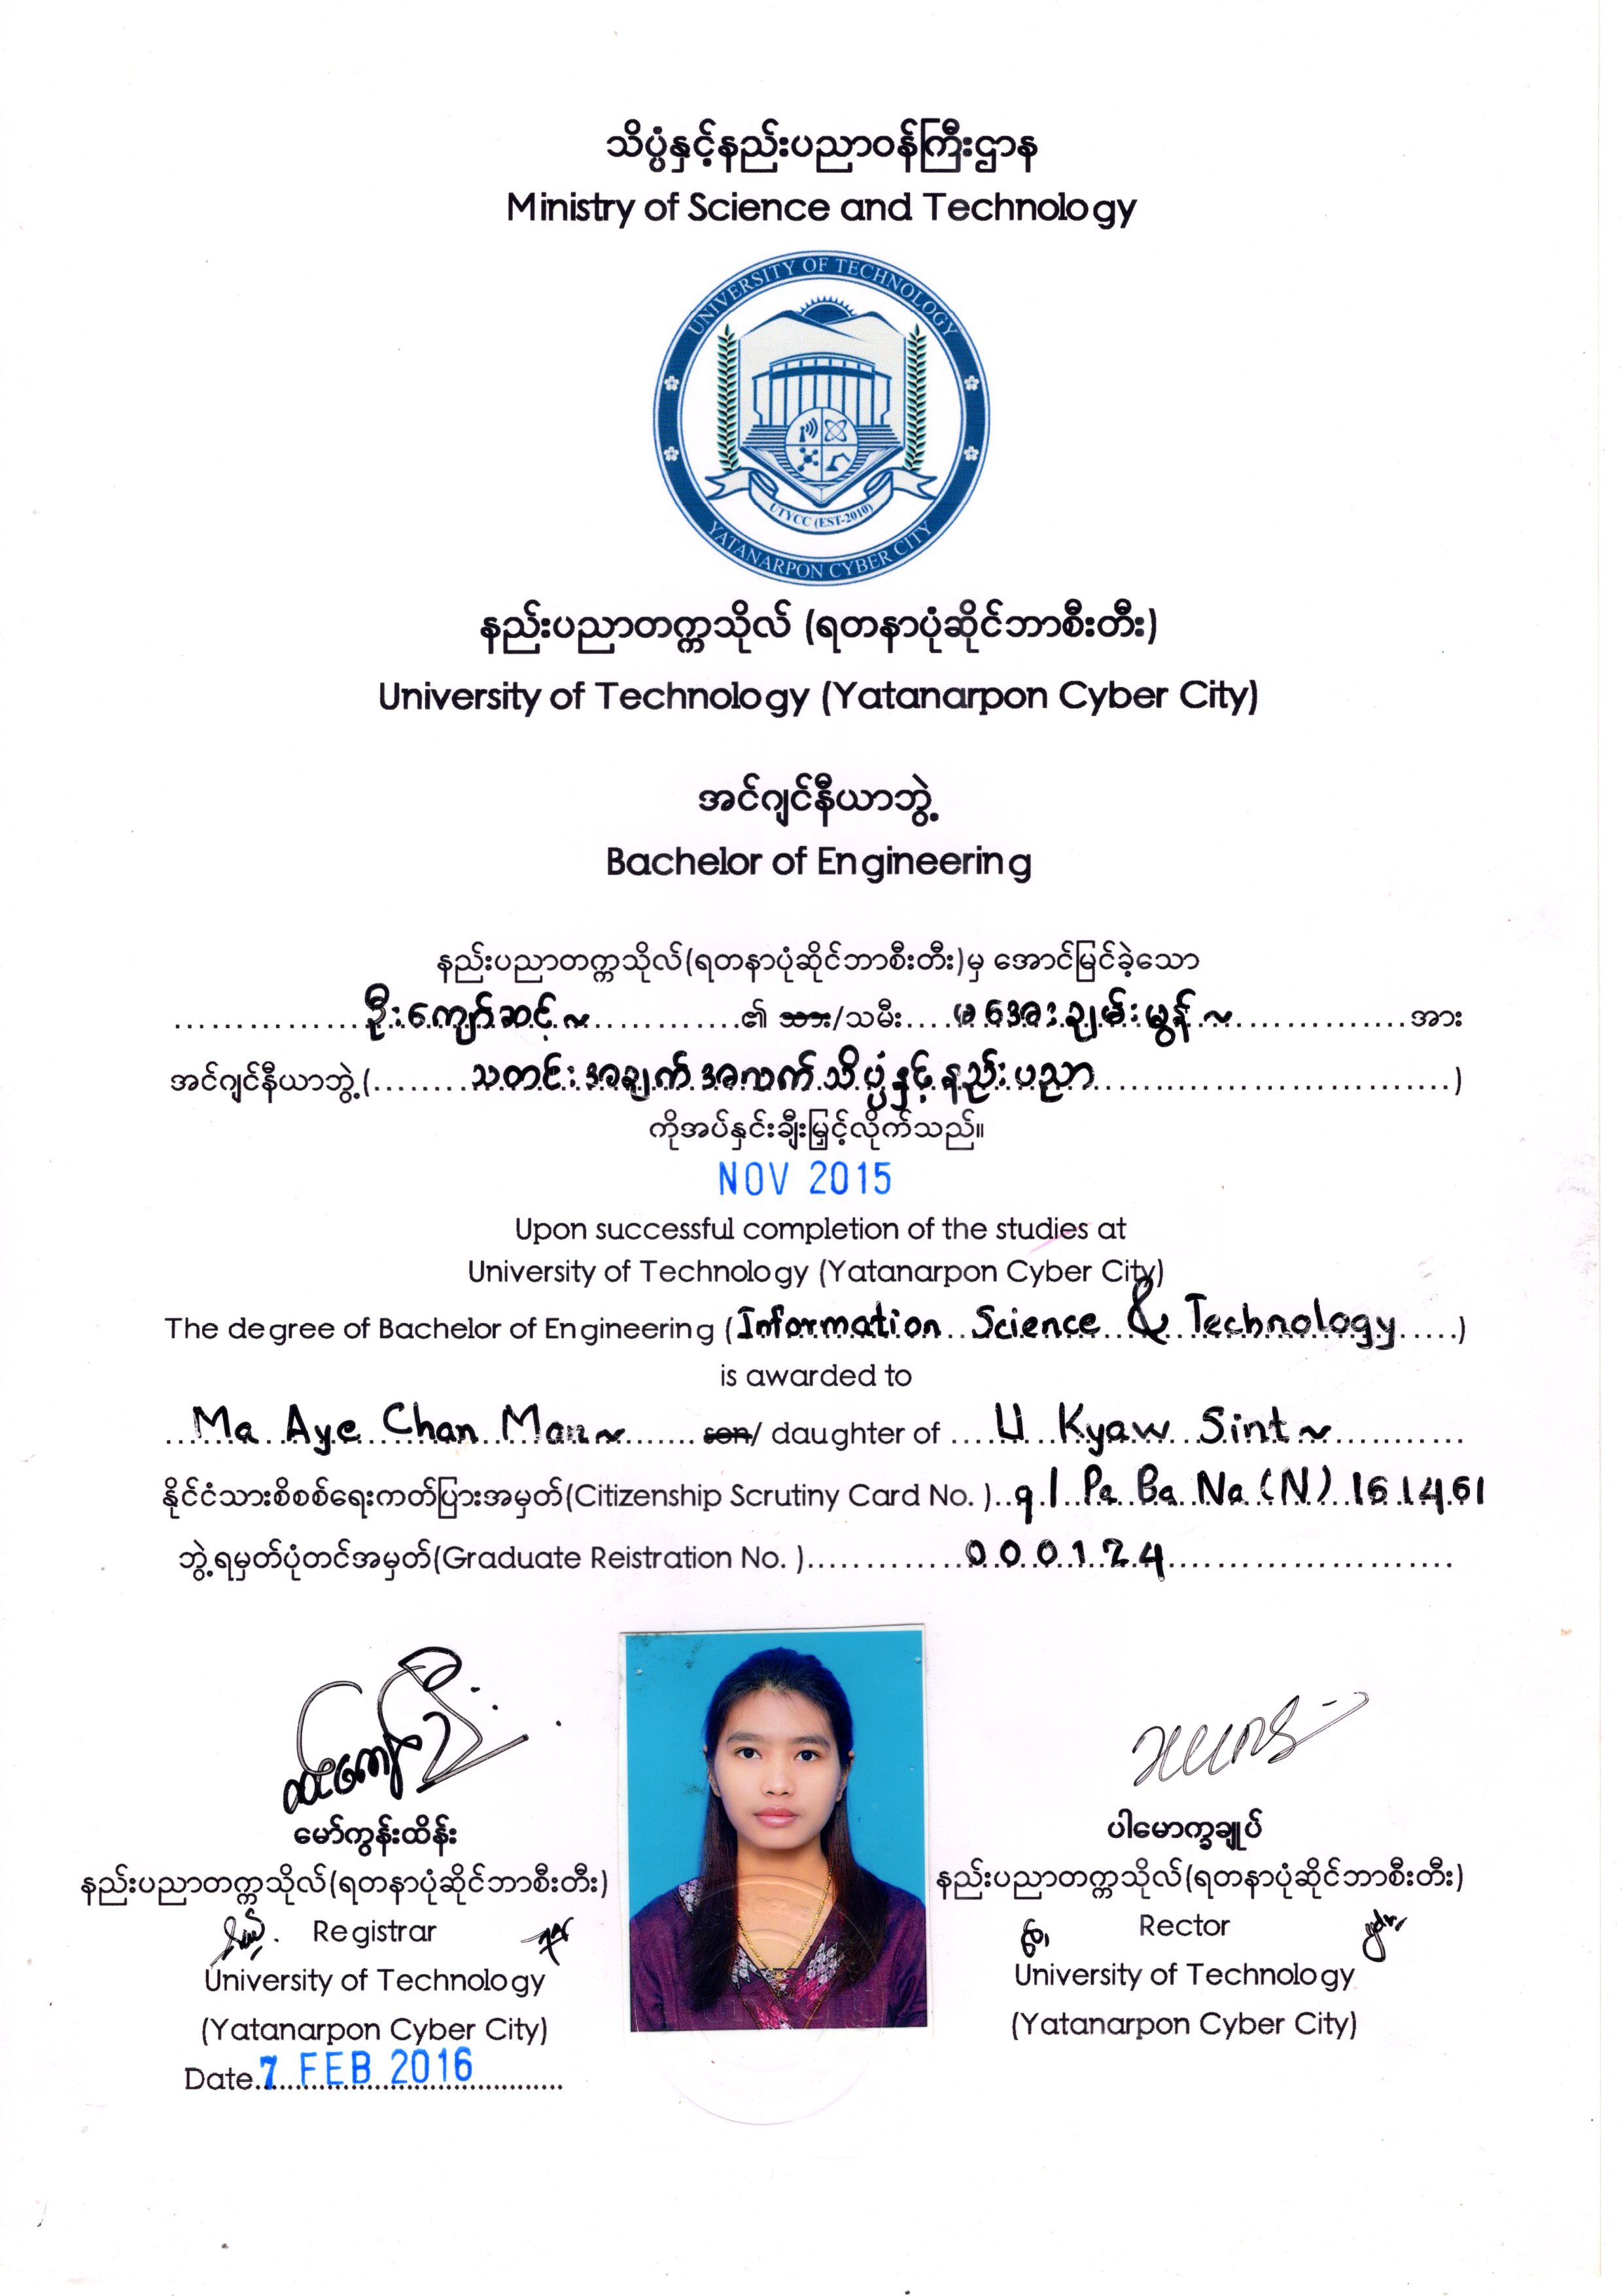 သိပ္ပံနှင့်နည်းပညာဝန်ကြီးဌာန
Ministry of Science and Technology
UNIVERSITY OF TECHNOLOGY
UTYCC (EST-2010)
YATANARPON CYBER CITY
နည်းပညာတက္ကသိုလ် (ရတနာပုံဆိုင်ဘာစီးတီး)
University of Technology (Yatanarpon Cyber City)
အင်ဂျင်နီယာဘွဲ့
Bachelor of Engineering
နည်းပညာတက္ကသိုလ်(ရတနာပုံဆိုင်ဘာစီးတီး)မှ အောင်မြင်ခဲ့သော
ဦးကျော်ဆင့်~ ၏ သား/သမီး မအေးချမ်းမွန်~ အား
အင်ဂျင်နီယာဘွဲ့(သတင်းအချက်အလက်သိပ္ပံနှင့်နည်းပညာ)
ကိုအပ်နှင်းချီးမြှင့်လိုက်သည်။
NOV 2015
Upon successful completion of the studies at
University of Technology (Yatanarpon Cyber City)
The degree of Bachelor of Engineering (Information Science & Technology)
is awarded to
Ma Aye Chan Mon~ son/ daughter of U Kyaw Sint~
နိုင်ငံသားစိစစ်ရေးကတ်ပြားအမှတ်(Citizenship Scrutiny Card No. ) 9/Pa Ba Na (N) 161461
ဘွဲ့ရမှတ်ပုံတင်အမှတ်(Graduate Reistration No. ) 000124
မော်ကွန်းထိန်း
ပါမောက္ခချုပ်
နည်းပညာတက္ကသိုလ်(ရတနာပုံဆိုင်ဘာစီးတီး)
နည်းပညာတက္ကသိုလ်(ရတနာပုံဆိုင်ဘာစီးတီး)
Registrar
Rector
University of Technology
University of Technology
(Yatanarpon Cyber City)
(Yatanarpon Cyber City)
Date 7 FEB 2016